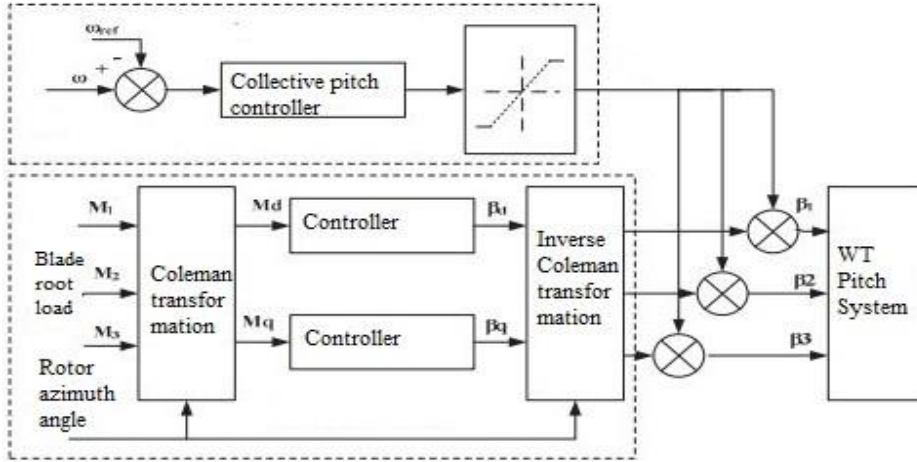 ωref
ω
+ -
Collective pitch
controller
M₁
Md
Controller
βd
β₁
Blade
root
load
M₂
Coleman
transfor
mation
Inverse
Coleman
transfor
mation
β2
WT
Pitch
System
M₃
Mq
Controller
βq
β3
Rotor
azimuth
angle